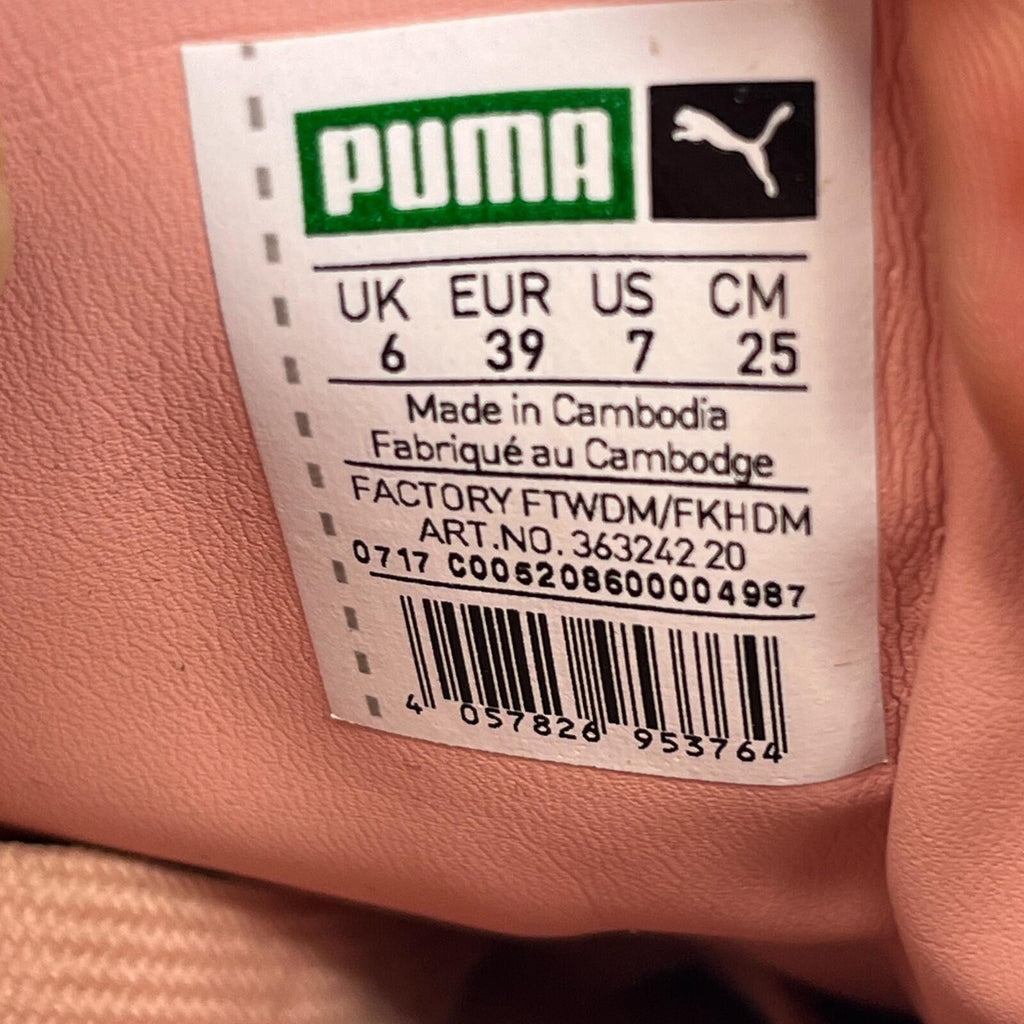 PUMA
UK EUR US CM
6 39 7 25
Made in Cambodia
Fabriqué au Cambodge
FACTORY FTWDM/FKHDM
ART.NO. 363242 20
0717 C005208600004987
4 057826 953764